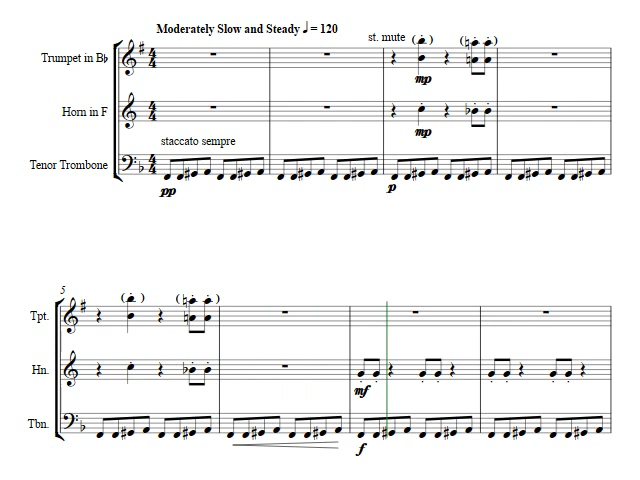 Moderately Slow and Steady ♩ = 120
st. mute
Trumpet in B♭
mp
Horn in F
mp
staccato sempre
Tenor Trombone
pp
p
5
Tpt.
Hn.
mf
Tbn.
f